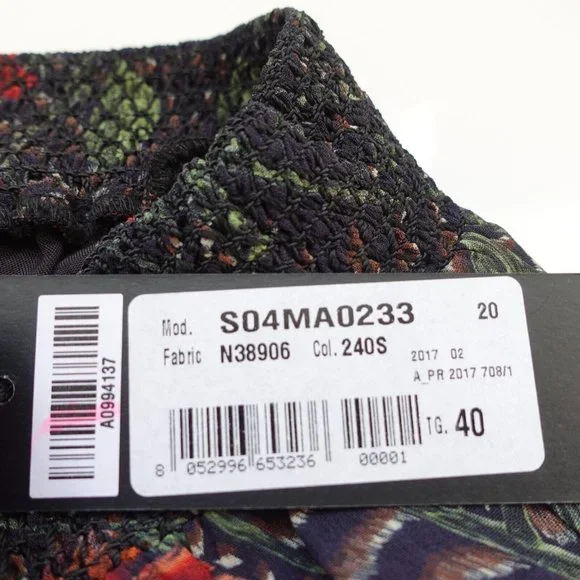 Mod. S04MA0233 20
Fabric N38906 Col. 240S
2017 02
A_PR 2017 708/1
TG. 40
8 052996 653236 00001
A0994137